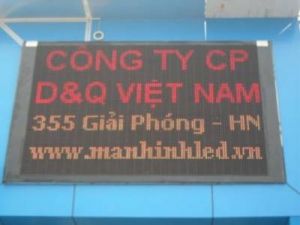 CÔNG TY CP
D&Q VIỆT NAM
355 Giải Phóng - HN
www.manhinhled.vn